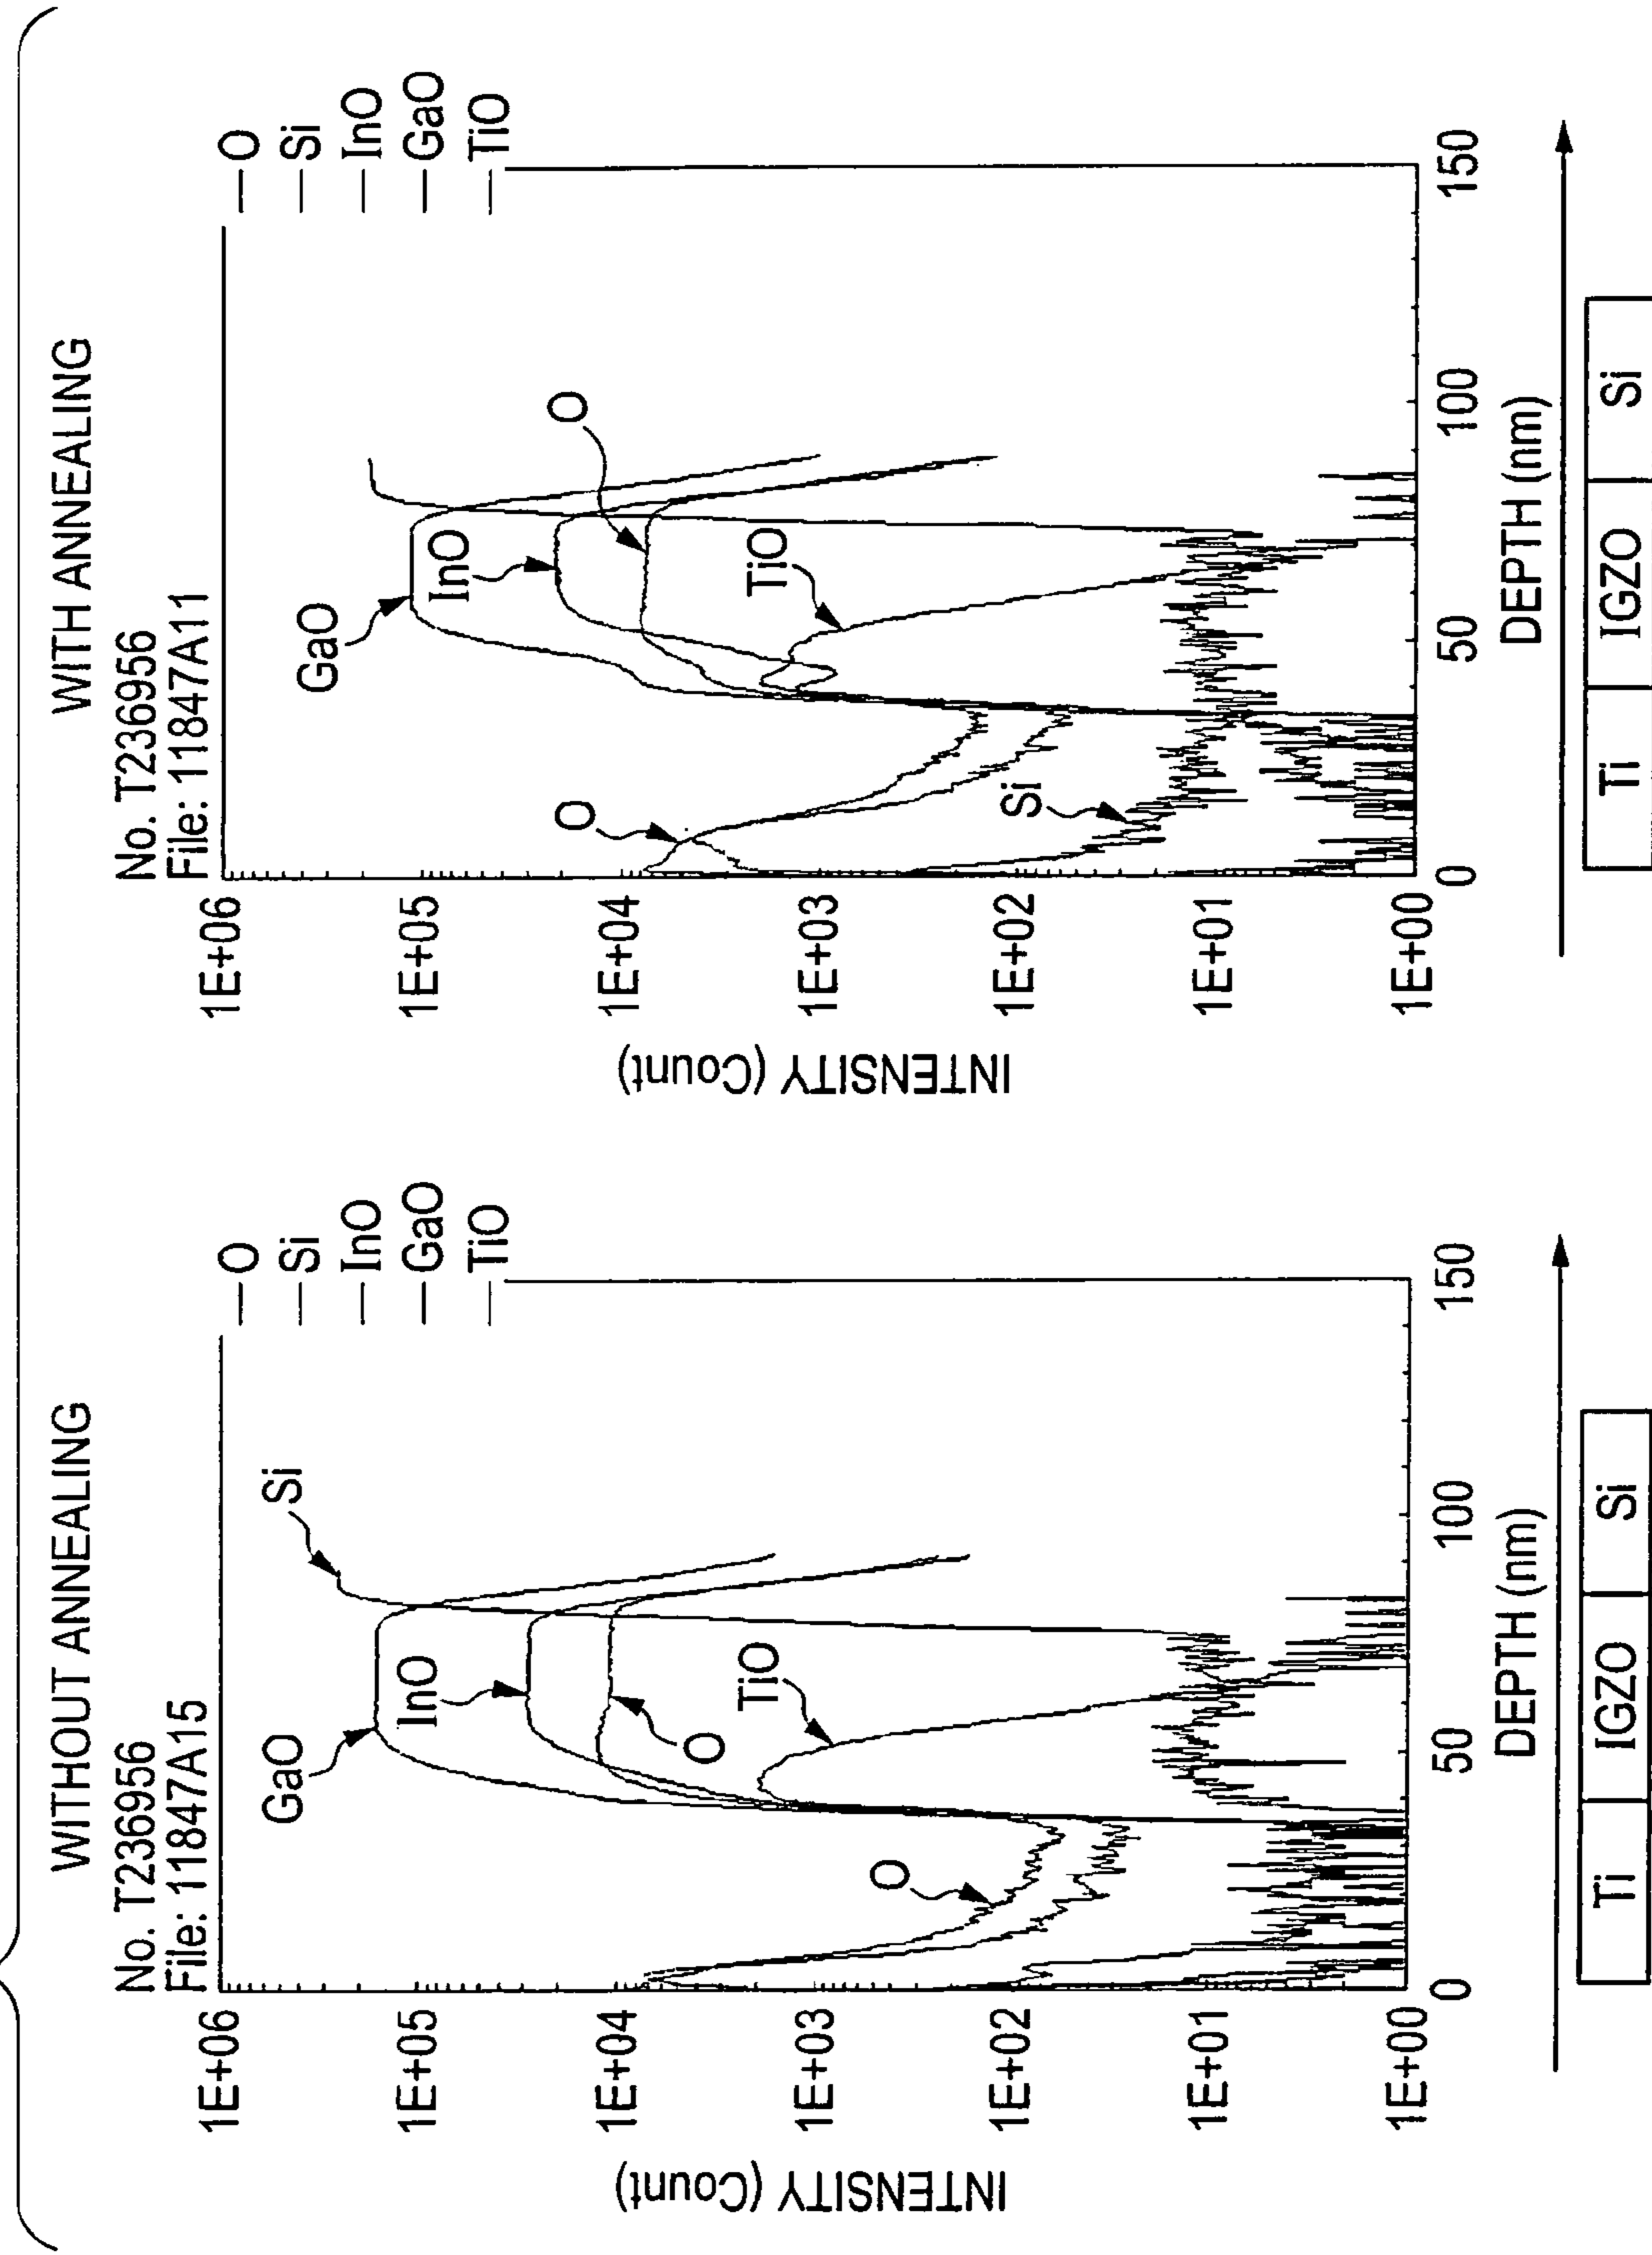 WITHOUT ANNEALING
No. T236956
File: 11847A15
INTENSITY (Count)
1E+06
1E+05
1E+04
1E+03
1E+02
1E+01
1E+00
O
Si
InO
GaO
TiO
GaO
Si
InO
O
TiO
O
0
50
100
150
DEPTH (nm)
Ti
IGZO
Si
WITH ANNEALING
No. T236956
File: 11847A11
INTENSITY (Count)
1E+06
1E+05
1E+04
1E+03
1E+02
1E+01
1E+00
O
Si
InO
GaO
TiO
GaO
InO
O
TiO
O
Si
0
50
100
150
DEPTH (nm)
Ti
IGZO
Si